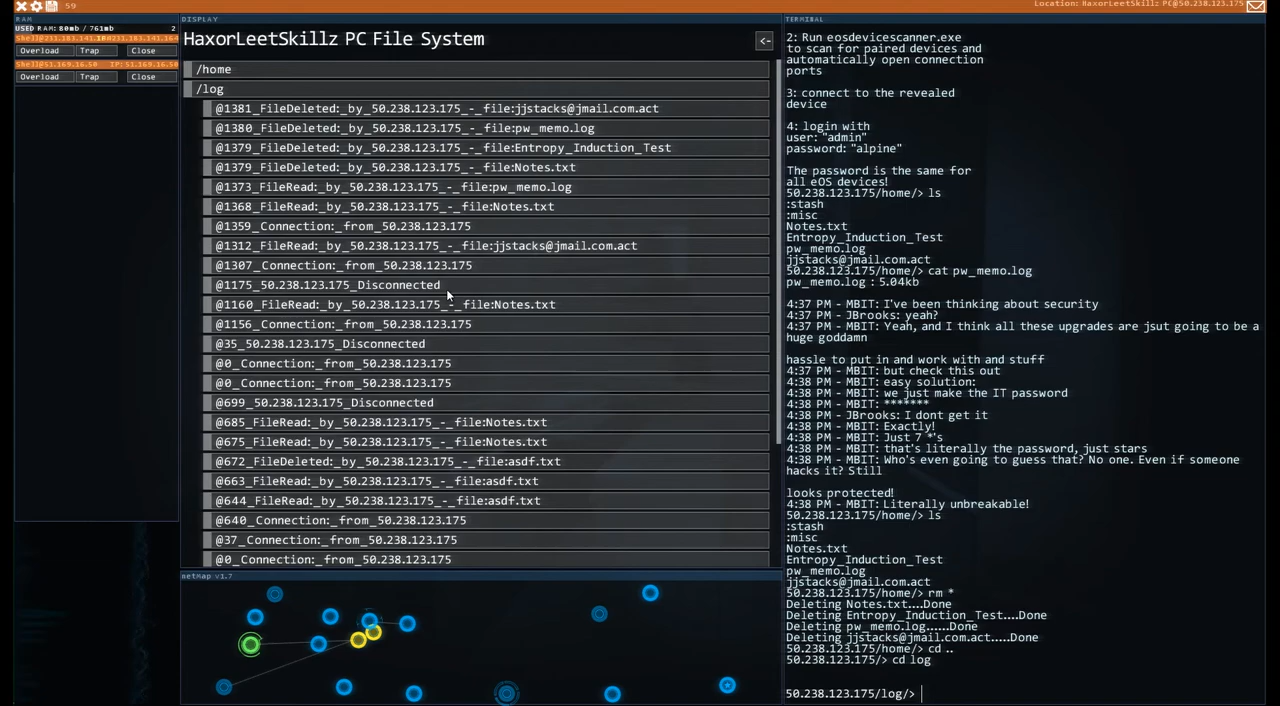 59
Location: HaxorLeetSkillz PC@50.238.123.175
RAM
USED RAM: 80mb / 761mb
2
Overload
Trap
Close
Shell@51.169.16.50
IP: 51.169.16.50
Overload
Trap
Close
DISPLAY
HaxorLeetSkillz PC File System
<-
/home
/log
@1381_FileDeleted:_by_50.238.123.175_-_file:jjstacks@jmail.com.act
@1380_FileDeleted:_by_50.238.123.175_-_file:pw_memo.log
@1379_FileDeleted:_by_50.238.123.175_-_file:Entropy_Induction_Test
@1379_FileDeleted:_by_50.238.123.175_-_file:Notes.txt
@1373_FileRead:_by_50.238.123.175_-_file:pw_memo.log
@1368_FileRead:_by_50.238.123.175_-_file:Notes.txt
@1359_Connection:_from_50.238.123.175
@1312_FileRead:_by_50.238.123.175_-_file:jjstacks@jmail.com.act
@1307_Connection:_from_50.238.123.175
@1175_50.238.123.175_Disconnected
@1160_FileRead:_by_50.238.123.175_-_file:Notes.txt
@1156_Connection:_from_50.238.123.175
@35_50.238.123.175_Disconnected
@0_Connection:_from_50.238.123.175
@0_Connection:_from_50.238.123.175
@699_50.238.123.175_Disconnected
@685_FileRead:_by_50.238.123.175_-_file:Notes.txt
@675_FileRead:_by_50.238.123.175_-_file:Notes.txt
@672_FileDeleted:_by_50.238.123.175_-_file:asdf.txt
@663_FileRead:_by_50.238.123.175_-_file:asdf.txt
@644_FileRead:_by_50.238.123.175_-_file:asdf.txt
@640_Connection:_from_50.238.123.175
@37_Connection:_from_50.238.123.175
@0_Connection:_from_50.238.123.175
netMap v1.7
TERMINAL
2: Run eosdevicescanner.exe
to scan for paired devices and
automatically open connection
ports
3: connect to the revealed
device
4: login with
user: "admin"
password: "alpine"
The password is the same for
all eOS devices!
50.238.123.175/home/> ls
:stash
:misc
Notes.txt
Entropy_Induction_Test
pw_memo.log
jjstacks@jmail.com.act
50.238.123.175/home/> cat pw_memo.log
pw_memo.log : 5.04kb
4:37 PM - MBIT: I've been thinking about security
4:37 PM - JBrooks: yeah?
4:37 PM - MBIT: Yeah, and I think all these upgrades are jsut going to be a
huge goddamn
hassle to put in and work with and stuff
4:37 PM - MBIT: but check this out
4:38 PM - MBIT: easy solution:
4:38 PM - MBIT: we just make the IT password
4:38 PM - MBIT: *******
4:38 PM - JBrooks: I dont get it
4:38 PM - MBIT: Exactly!
4:38 PM - MBIT: Just 7 *'s
4:38 PM - MBIT: that's literally the password, just stars
4:38 PM - MBIT: Who's even going to guess that? No one. Even if someone
hacks it? Still
looks protected!
4:38 PM - MBIT: Literally unbreakable!
50.238.123.175/home/> ls
:stash
:misc
Notes.txt
Entropy_Induction_Test
pw_memo.log
jjstacks@jmail.com.act
50.238.123.175/home/> rm *
Deleting Notes.txt....Done
Deleting Entropy_Induction_Test....Done
Deleting pw_memo.log.....Done
Deleting jjstacks@jmail.com.act.....Done
50.238.123.175/home/> cd ..
50.238.123.175/> cd log
50.238.123.175/log/>